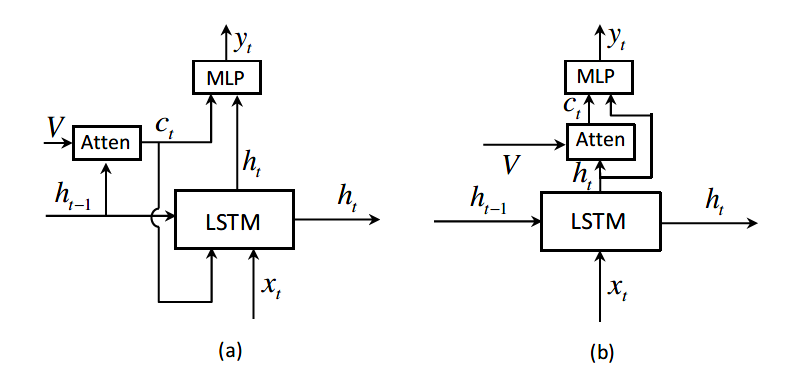 y_t
MLP
V
Atten
c_t
h_t
h_{t-1}
LSTM
h_t
x_t
(a)
y_t
MLP
c_t
Atten
V
h_t
h_{t-1}
LSTM
h_t
x_t
(b)